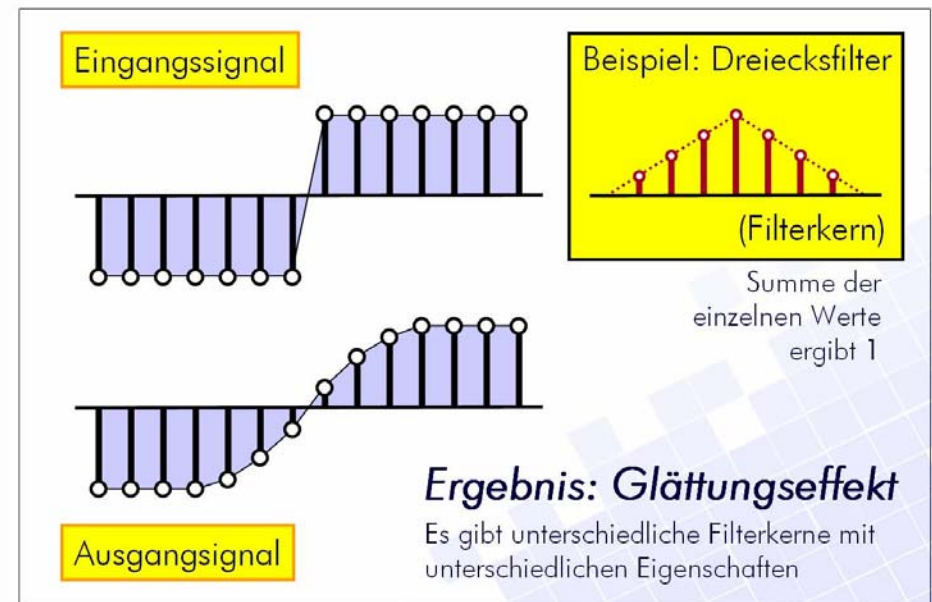 Eingangssignal
Beispiel: Dreiecksfilter
(Filterkern)
Summe der
einzelnen Werte
ergibt 1
Ergebnis: Glättungseffekt
Es gibt unterschiedliche Filterkerne mit
unterschiedlichen Eigenschaften
Ausgangsignal